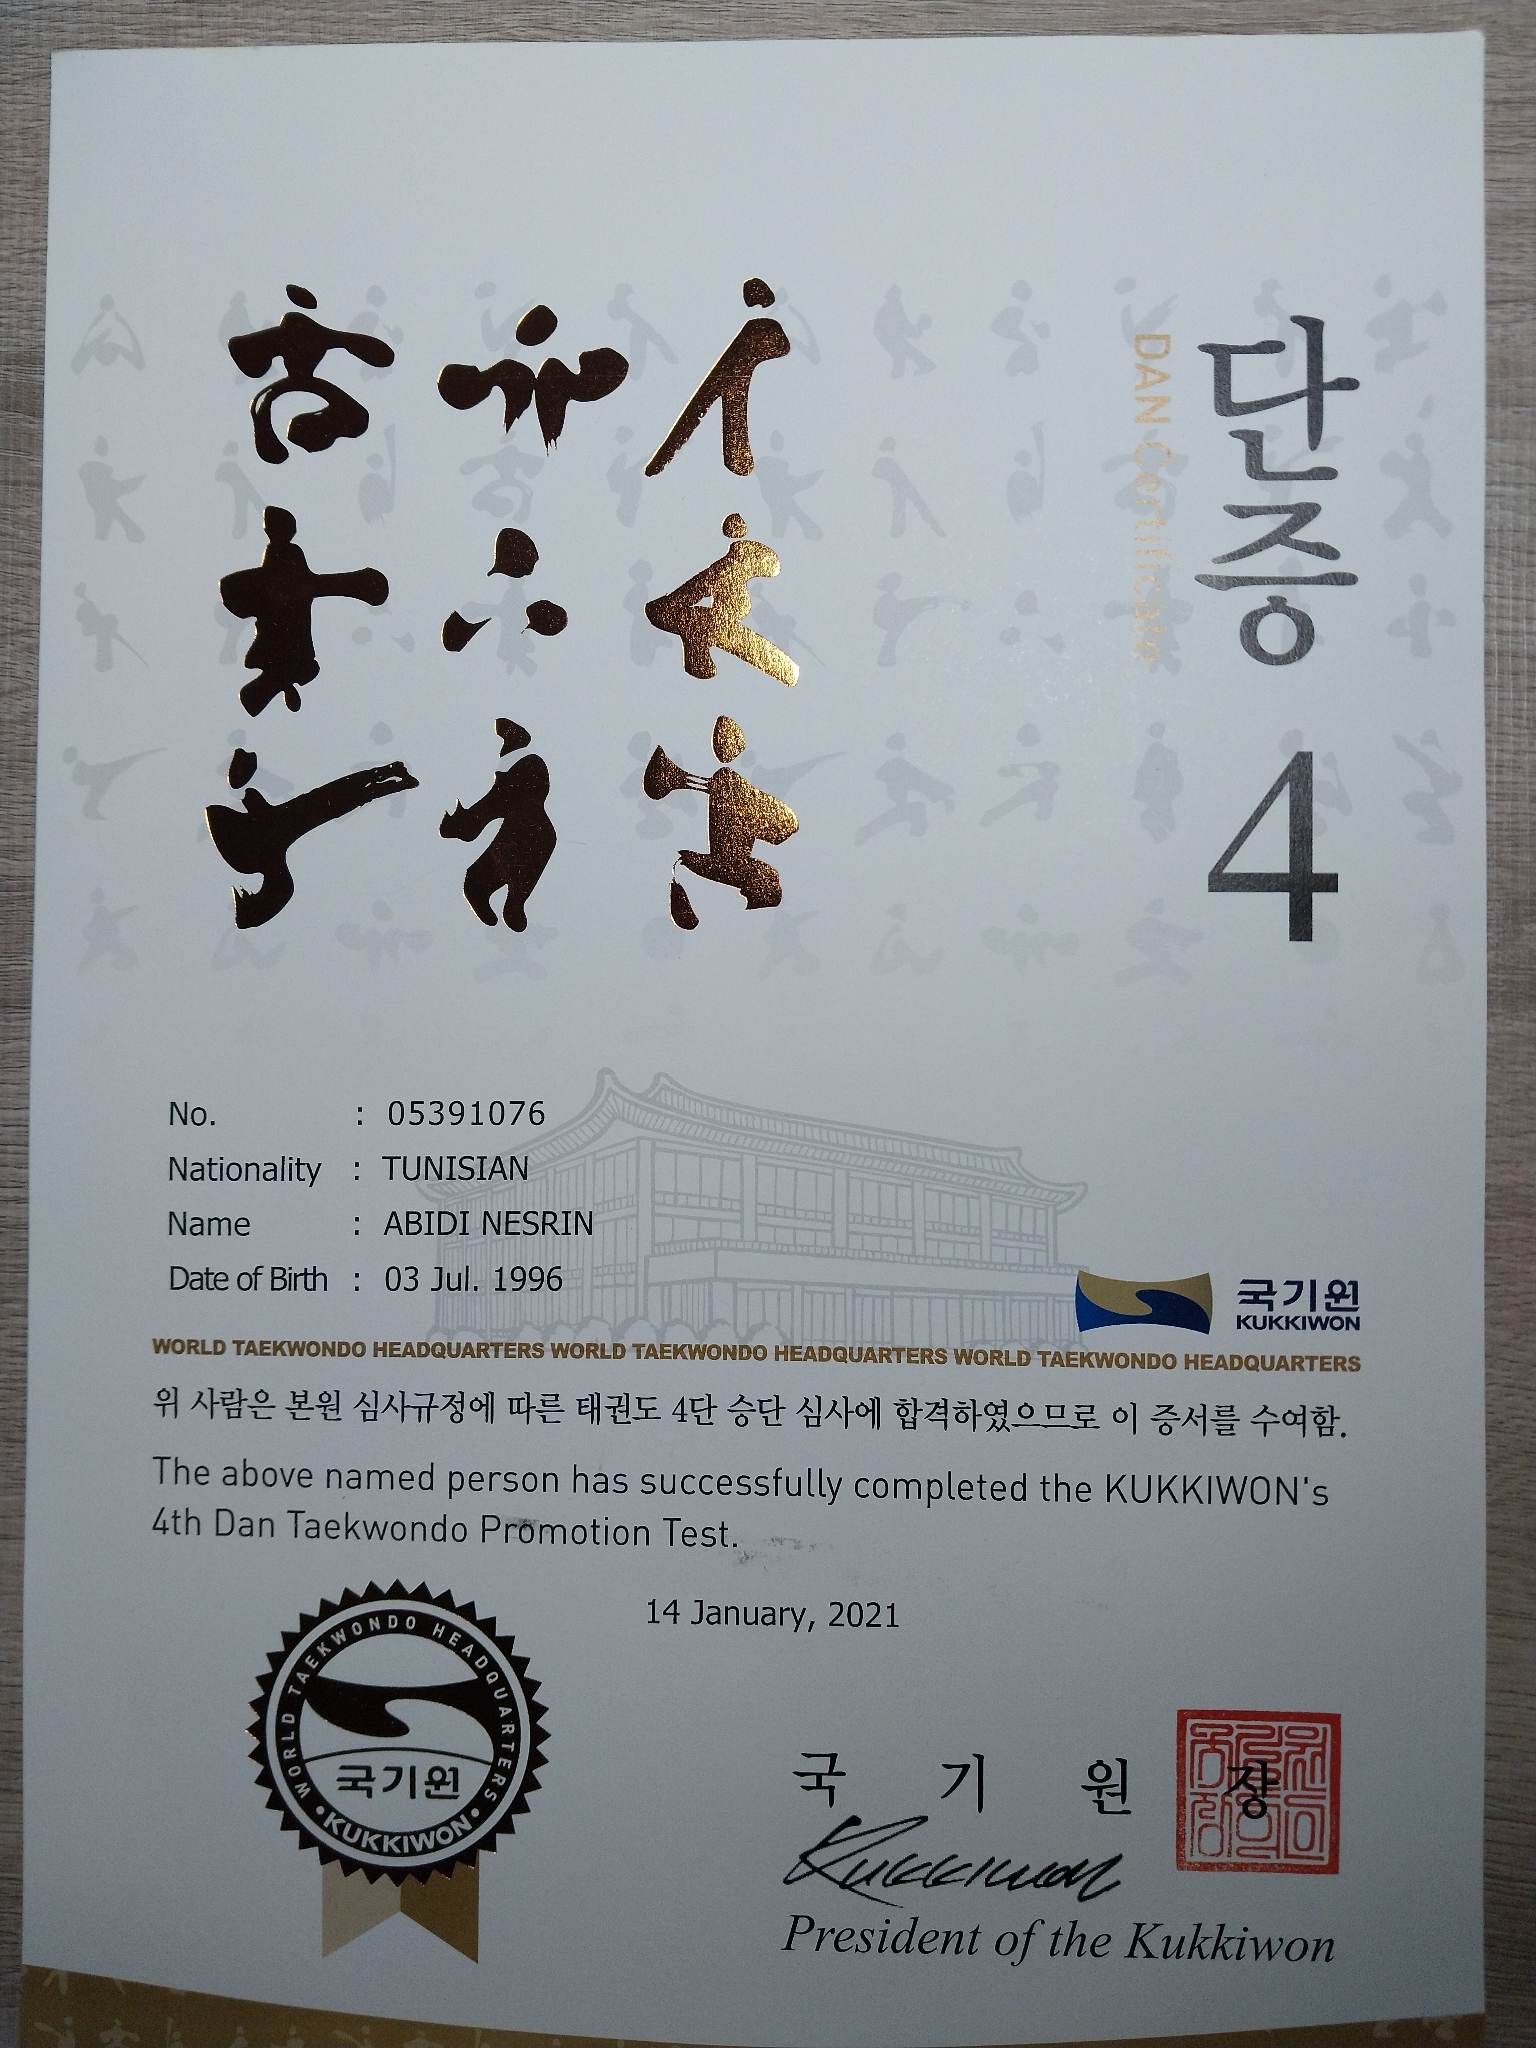 단증 4
DAN Certificate
No. : 05391076
Nationality : TUNISIAN
Name : ABIDI NESRIN
Date of Birth : 03 Jul. 1996
국기원
KUKKIWON
WORLD TAEKWONDO HEADQUARTERS WORLD TAEKWONDO HEADQUARTERS WORLD TAEKWONDO HEADQUARTERS
위 사람은 본원 심사규정에 따른 태권도 4단 승단 심사에 합격하였으므로 이 증서를 수여함.
The above named person has successfully completed the KUKKIWON's
4th Dan Taekwondo Promotion Test.
14 January, 2021
WORLD TAEKWONDO HEADQUARTERS
국기원
•KUKKIWON•
국 기 원 장
Kukkiwon
President of the Kukkiwon